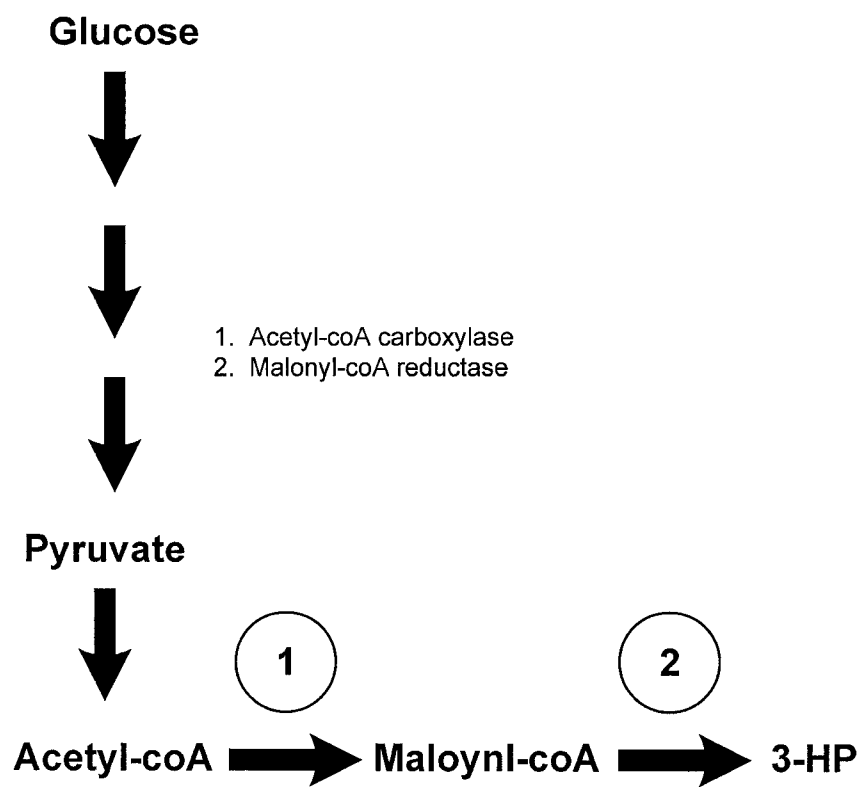 Glucose
1. Acetyl-coA carboxylase
2. Malonyl-coA reductase
Pyruvate
1
2
Acetyl-coA
Maloynl-coA
3-HP